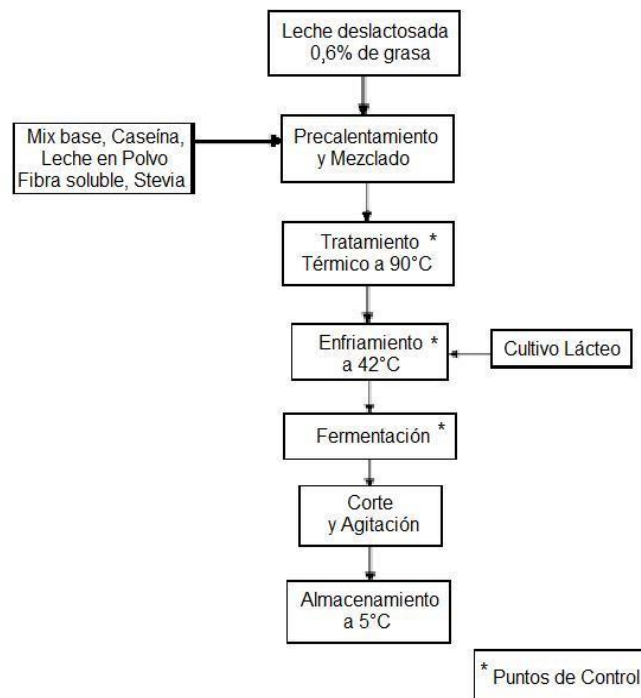 Leche deslactosada
0,6% de grasa
Mix base, Caseína,
Leche en Polvo
Fibra soluble, Stevia
Precalentamiento
y Mezclado
Tratamiento *
Térmico a 90°C
Enfriamiento *
a 42°C
Cultivo Lácteo
Fermentación *
Corte
y Agitación
Almacenamiento
a 5°C
* Puntos de Control